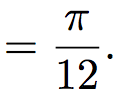 = π/12.